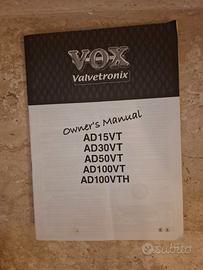 VOX
Valvetronix
Owner's Manual
AD15VT
AD30VT
AD50VT
AD100VT
AD100VTH
subito